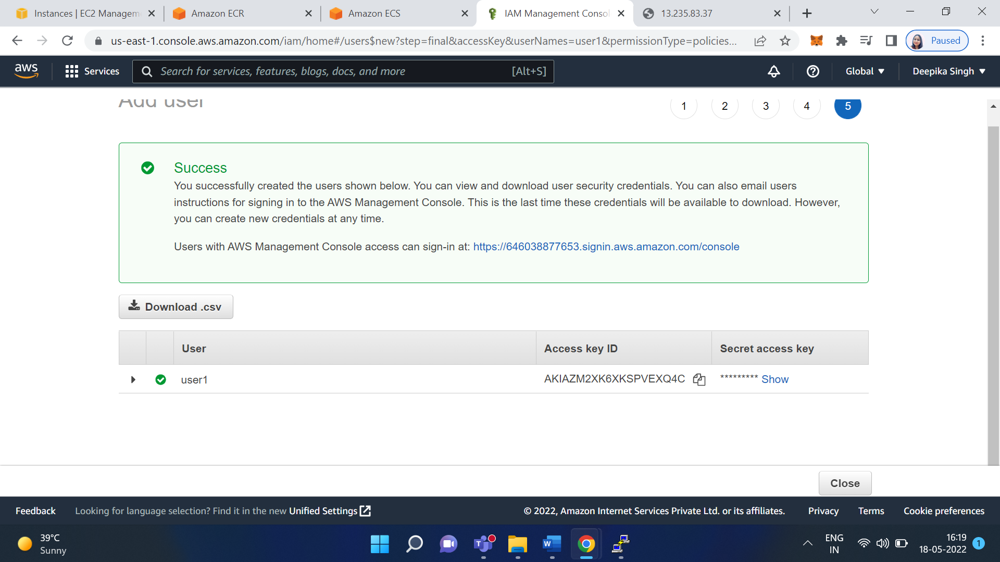 Instances | EC2 Managem
Amazon ECR
Amazon ECS
IAM Management Consol
13.235.83.37
us-east-1.console.aws.amazon.com/iam/home#/users$new?step=final&accessKey&userNames=user1&permissionType=policies...
Paused
aws
Services
Search for services, features, blogs, docs, and more
[Alt+S]
Global
Deepika Singh
Add user
1
2
3
4
5
Success
You successfully created the users shown below. You can view and download user security credentials. You can also email users
instructions for signing in to the AWS Management Console. This is the last time these credentials will be available to download. However,
you can create new credentials at any time.
Users with AWS Management Console access can sign-in at: https://646038877653.signin.aws.amazon.com/console
Download .csv
User
Access key ID
Secret access key
user1
AKIAZM2XK6XKSPVEXQ4C
********* Show
Close
Feedback
Looking for language selection? Find it in the new Unified Settings
© 2022, Amazon Internet Services Private Ltd. or its affiliates.
Privacy
Terms
Cookie preferences
39°C
Sunny
T
W
ENG
IN
16:19
18-05-2022
1